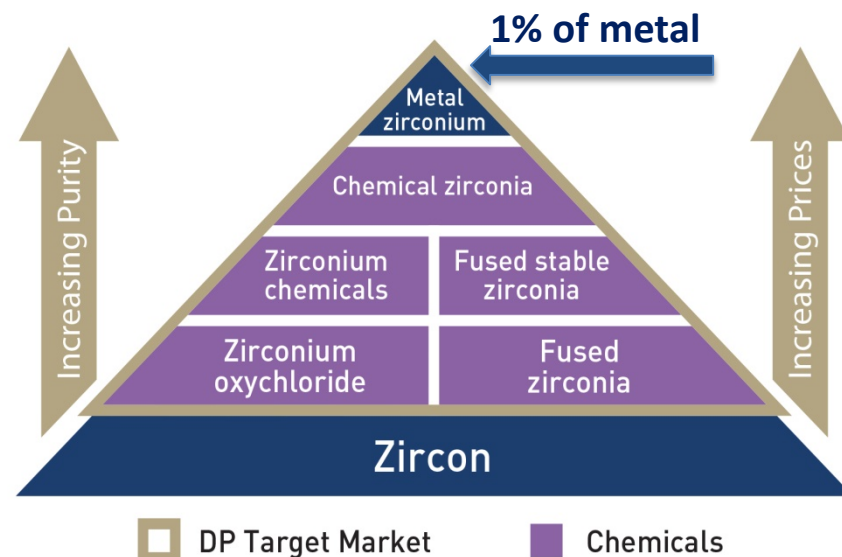 1% of metal
Metal
zirconium
Increasing Purity
Increasing Prices
Chemical zirconia
Zirconium
chemicals
Fused stable
zirconia
Zirconium
oxychloride
Fused
zirconia
Zircon
DP Target Market
Chemicals